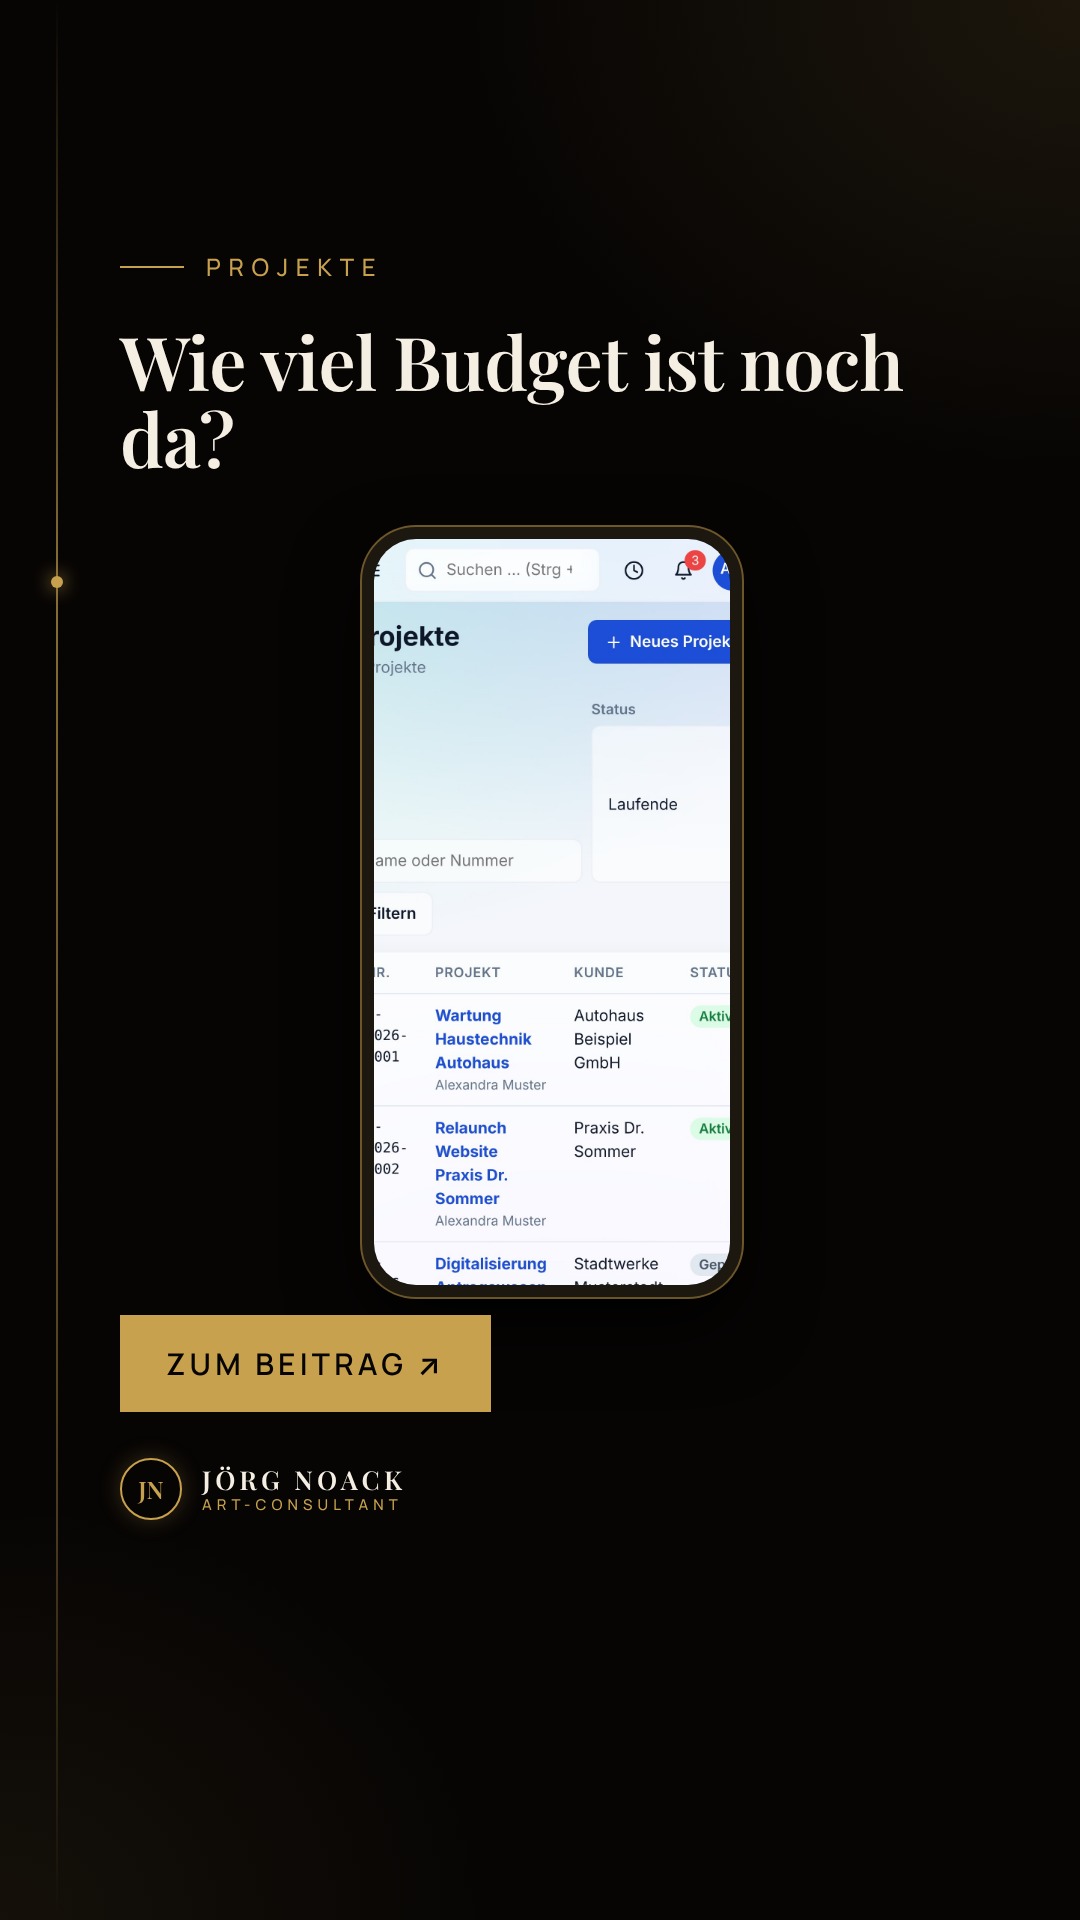 PROJEKTE
Wie viel Budget ist noch
da?
Suchen ... (Strg +
3
rojekte
+ Neues Projek
rojekte
Status
Laufende
ame oder Nummer
Filtern
R. PROJEKT KUNDE STATU
- Wartung Autohaus Aktiv
026- Haustechnik Beispiel
001 Autohaus GmbH
Alexandra Muster
- Relaunch Praxis Dr. Aktiv
026- Website Sommer
002 Praxis Dr.
Sommer
Alexandra Muster
Digitalisierung Stadtwerke Gep
ZUM BEITRAG ↗
JN JÖRG NOACK
ART-CONSULTANT